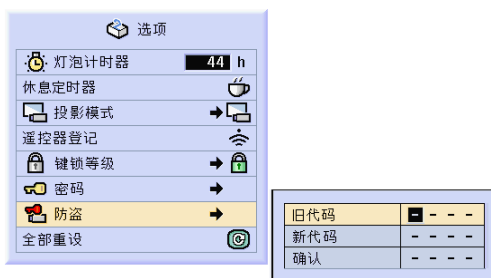 选项
灯泡计时器 44 h
休息定时器
投影模式
遥控器登记
键锁等级
密码
防盗
全部重设
旧代码 - - - -
新代码 - - - -
确认 - - - -